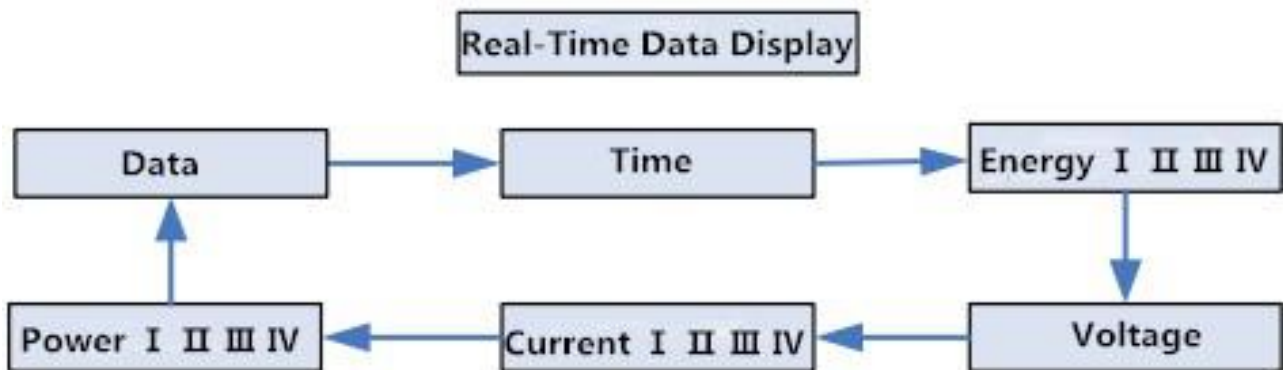 Real-Time Data Display
Data
Time
Energy Ⅰ Ⅱ Ⅲ Ⅳ
Power Ⅰ Ⅱ Ⅲ Ⅳ
Current Ⅰ Ⅱ Ⅲ Ⅳ
Voltage